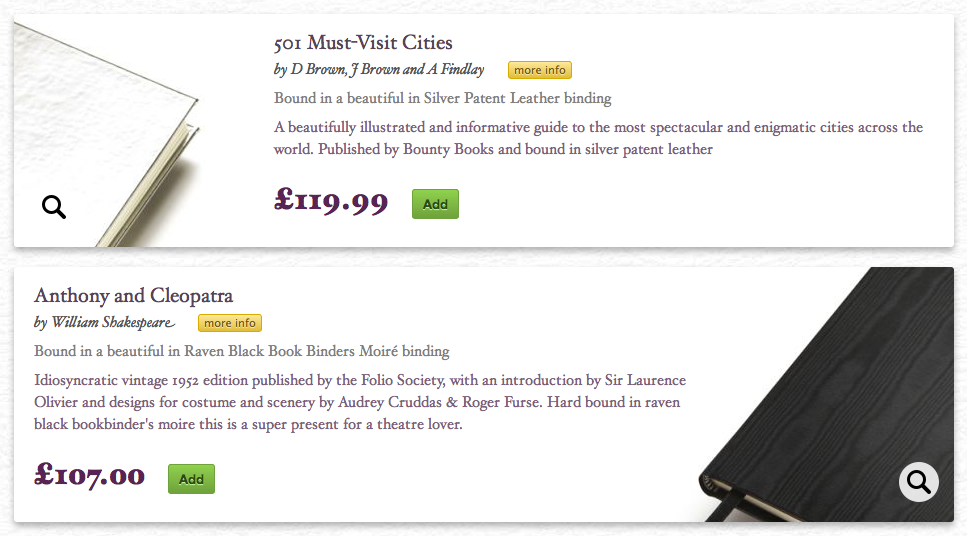 501 Must-Visit Cities
by D Brown, J Brown and A Findlay more info
Bound in a beautiful in Silver Patent Leather binding
A beautifully illustrated and informative guide to the most spectacular and enigmatic cities across the
world. Published by Bounty Books and bound in silver patent leather
£119.99 Add
Anthony and Cleopatra
by William Shakespeare more info
Bound in a beautiful in Raven Black Book Binders Moiré binding
Idiosyncratic vintage 1952 edition published by the Folio Society, with an introduction by Sir Laurence
Olivier and designs for costume and scenery by Audrey Cruddas & Roger Furse. Hard bound in raven
black bookbinder's moire this is a super present for a theatre lover.
£107.00 Add